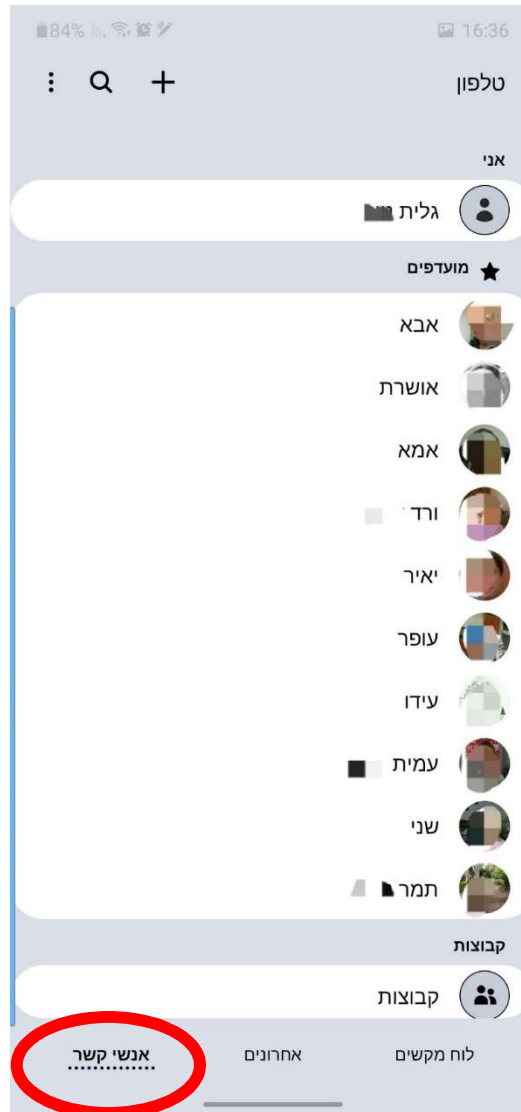 84% 16:36
טלפון
אני
גלית
מועדפים
אבא
אושרת
אמא
ורד
יאיר
עופר
עידו
עמית
שני
תמר
קבוצות
קבוצות
לוח מקשים אחרונים אנשי קשר